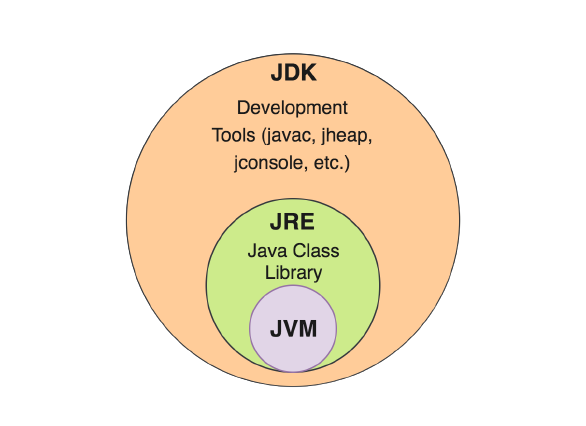 JDK
Development
Tools (javac, jheap,
jconsole, etc.)
JRE
Java Class
Library
JVM